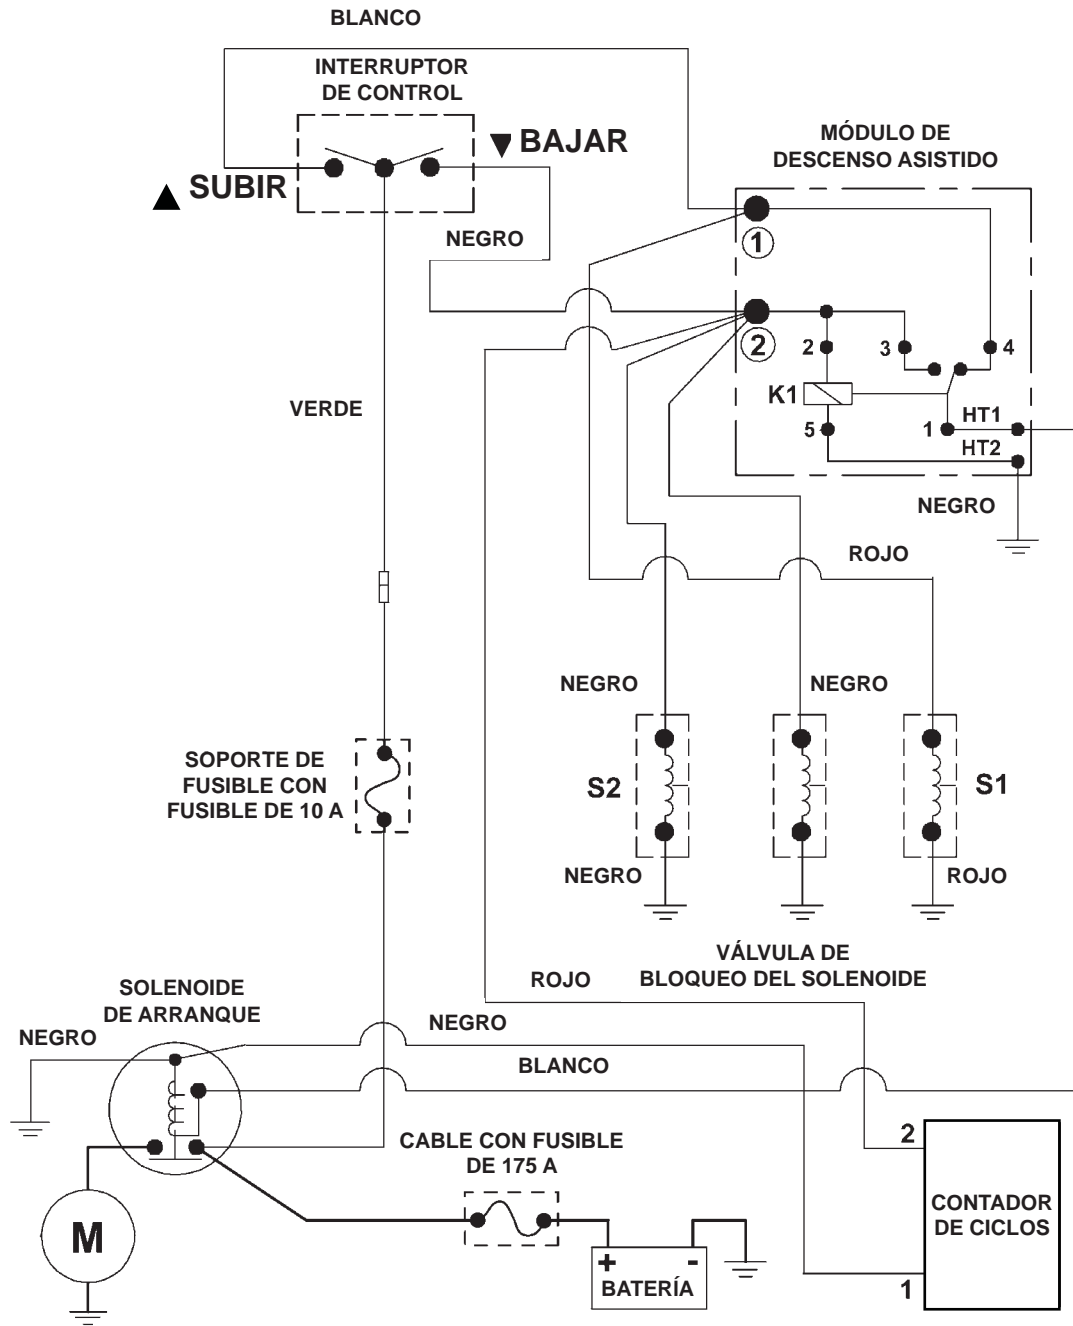 BLANCO
INTERRUPTOR
DE CONTROL
▼ BAJAR
▲ SUBIR
NEGRO
MÓDULO DE
DESCENSO ASISTIDO
1
2
2
3
4
K1
5
1
HT1
HT2
NEGRO
VERDE
ROJO
NEGRO
NEGRO
SOPORTE DE
FUSIBLE CON
FUSIBLE DE 10 A
S2
S1
NEGRO
ROJO
VÁLVULA DE
BLOQUEO DEL SOLENOIDE
ROJO
SOLENOIDE
DE ARRANQUE
NEGRO
NEGRO
BLANCO
CABLE CON FUSIBLE
DE 175 A
2
CONTADOR
DE CICLOS
1
M
+ -
BATERÍA